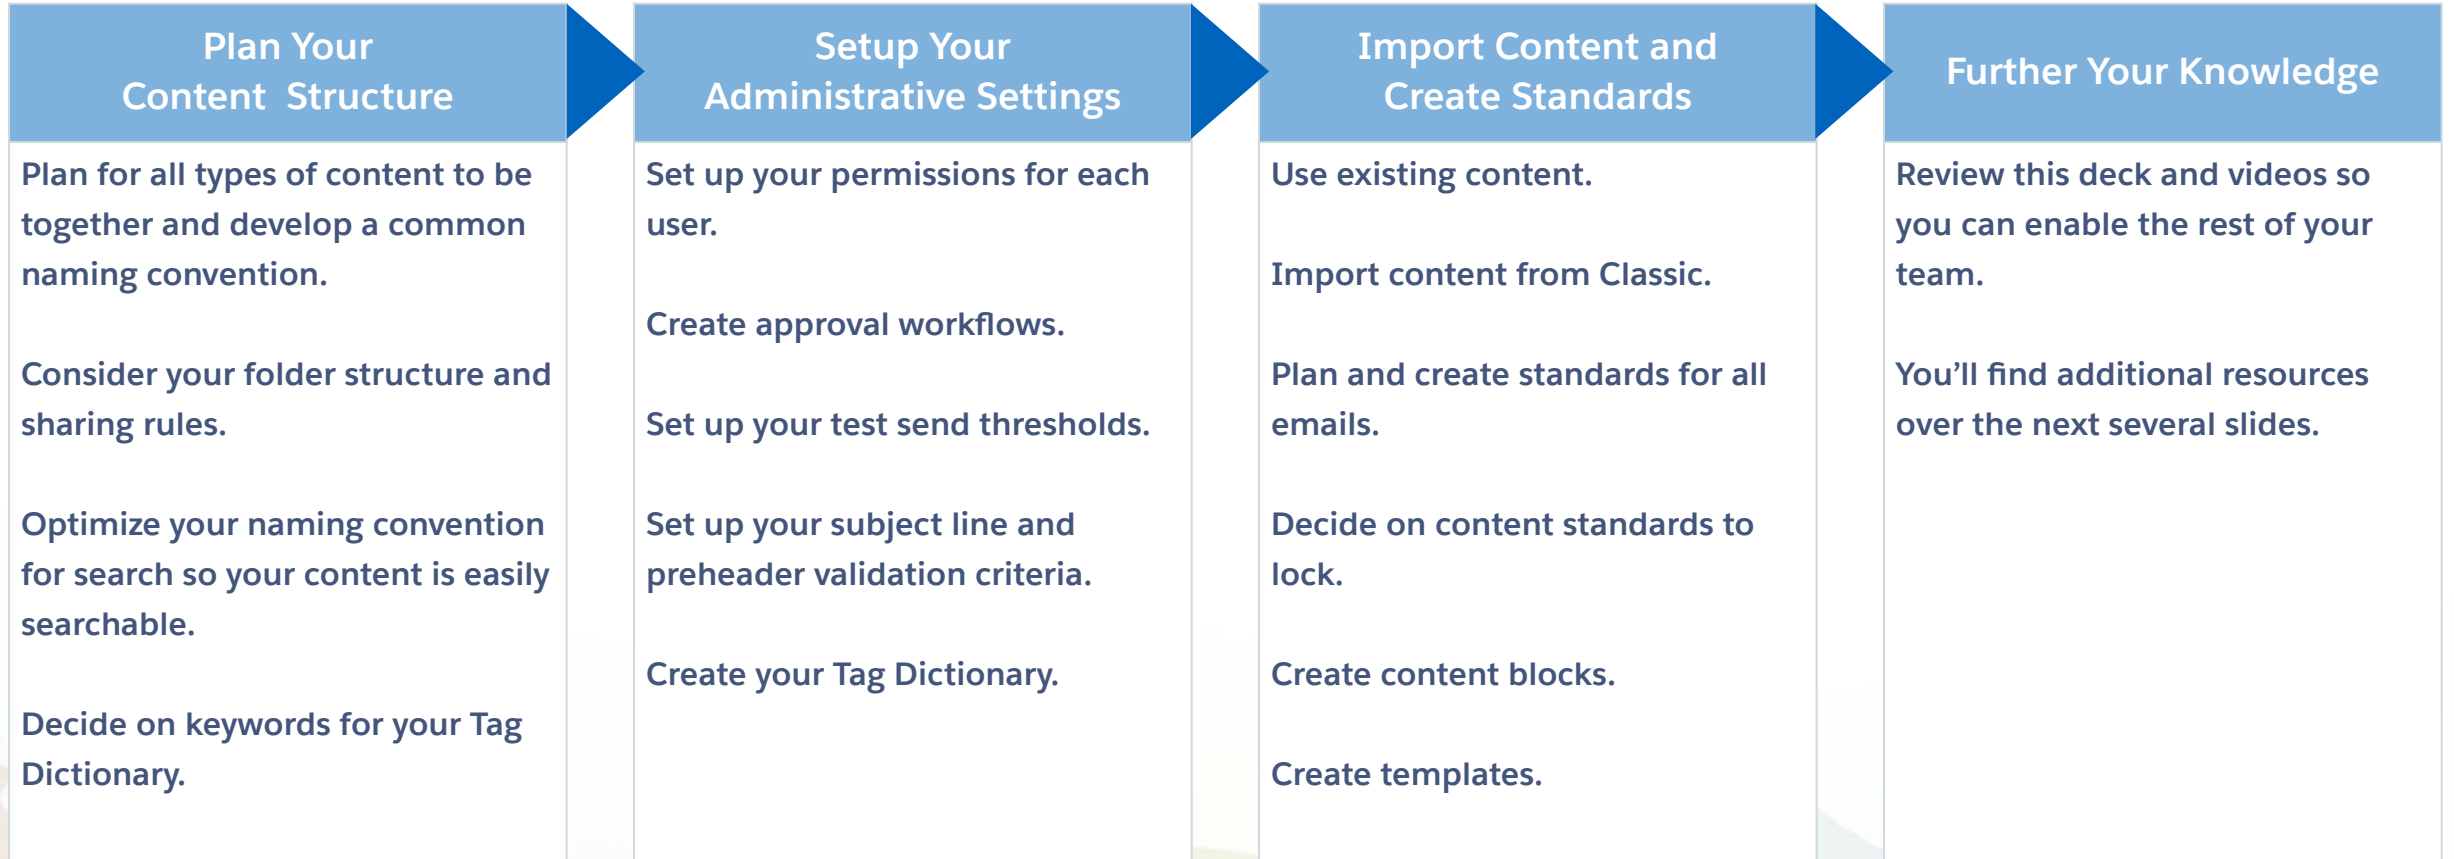 Plan Your
Content  Structure
Plan for all types of content to be
together and develop a common
naming convention.
Consider your folder structure and
sharing rules.
Optimize your naming convention
for search so your content is easily
searchable.
Decide on keywords for your Tag
Dictionary.
Setup Your
Administrative Settings
Set up your permissions for each
user.
Create approval workflows.
Set up your test send thresholds.
Set up your subject line and
preheader validation criteria.
Create your Tag Dictionary.
Import Content and
Create Standards
Use existing content.
Import content from Classic.
Plan and create standards for all
emails.
Decide on content standards to
lock.
Create content blocks.
Create templates.
Further Your Knowledge
Review this deck and videos so
you can enable the rest of your
team.
You’ll find additional resources
over the next several slides.